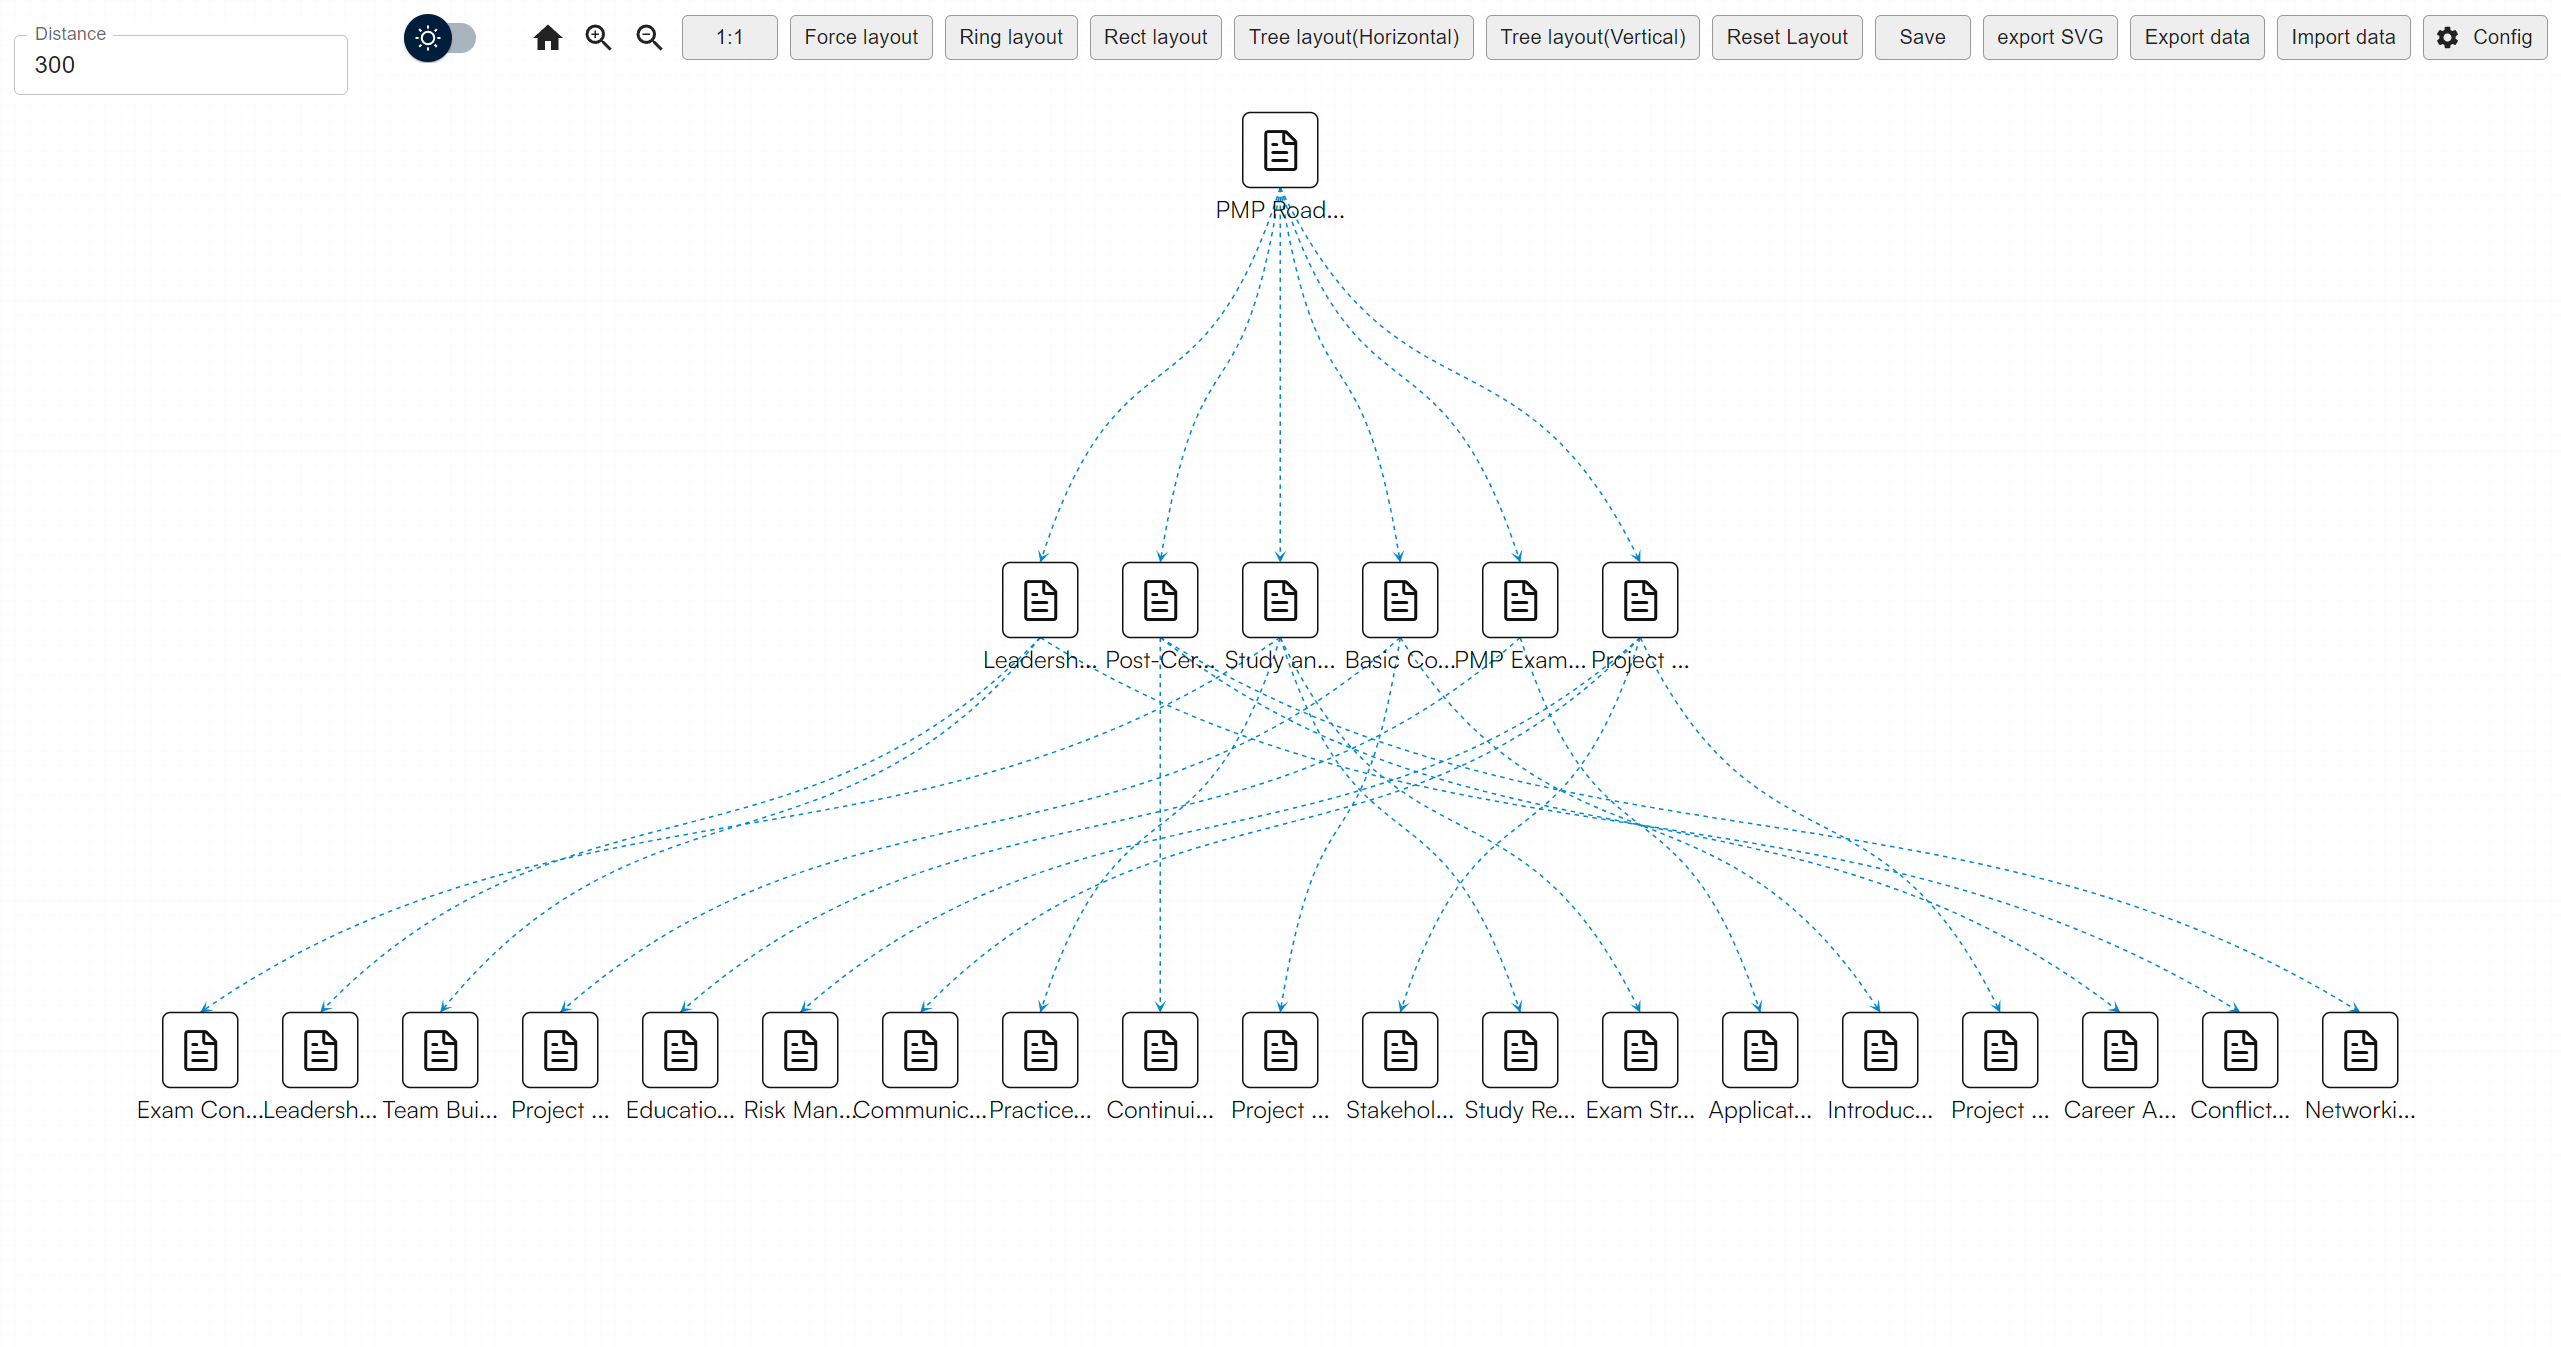 Distance
300
1:1
Force layout
Ring layout
Rect layout
Tree layout(Horizontal)
Tree layout(Vertical)
Reset Layout
Save
export SVG
Export data
Import data
Config
PMP Road...
Leadersh...
Post-Cer...
Study an...
Basic Co...
PMP Exam...
Project ...
Exam Con...
Leadersh...
Team Bui...
Project ...
Educatio...
Risk Man...
Communic...
Practice...
Continui...
Project ...
Stakehol...
Study Re...
Exam Str...
Applicat...
Introduc...
Project ...
Career A...
Conflict...
Networki...